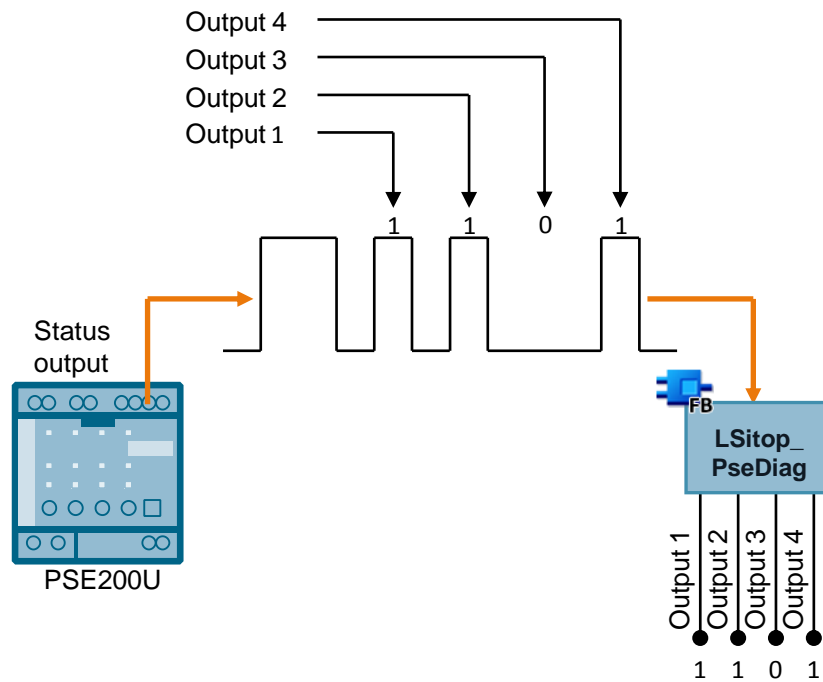 Output 4
Output 3
Output 2
Output 1
1 1 0 1
Status
output
PSE200U
FB
LSitop_
PseDiag
Output 1
Output 2
Output 3
Output 4
1 1 0 1